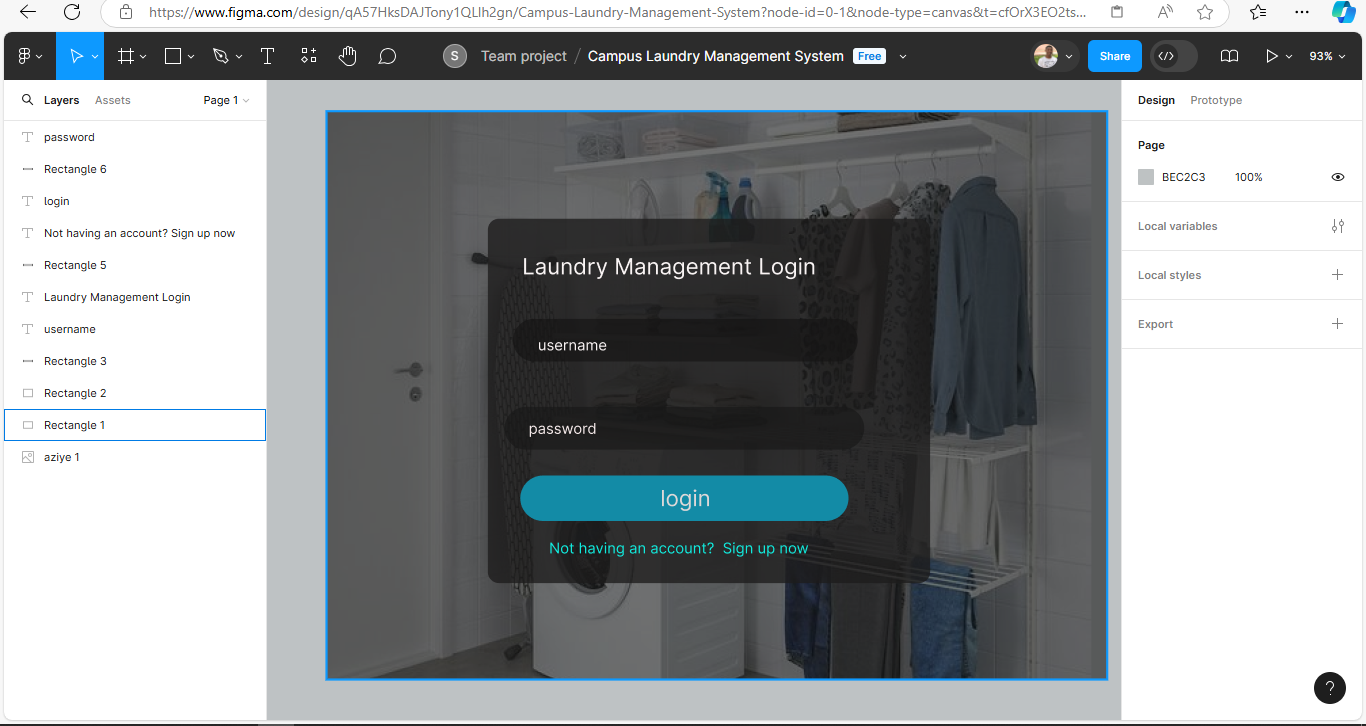 https://www.figma.com/design/qA57HksDAJTony1QLlh2gn/Campus-Laundry-Management-System?node-id=0-1&node-type=canvas&t=cfOrX3EO2ts...
S Team project / Campus Laundry Management System Free
Share
93%
Layers Assets Page 1
password
Rectangle 6
login
Not having an account? Sign up now
Rectangle 5
Laundry Management Login
username
Rectangle 3
Rectangle 2
Rectangle 1
aziye 1
Laundry Management Login
username
password
login
Not having an account? Sign up now
Design Prototype
Page
BEC2C3 100%
Local variables
Local styles
Export
?